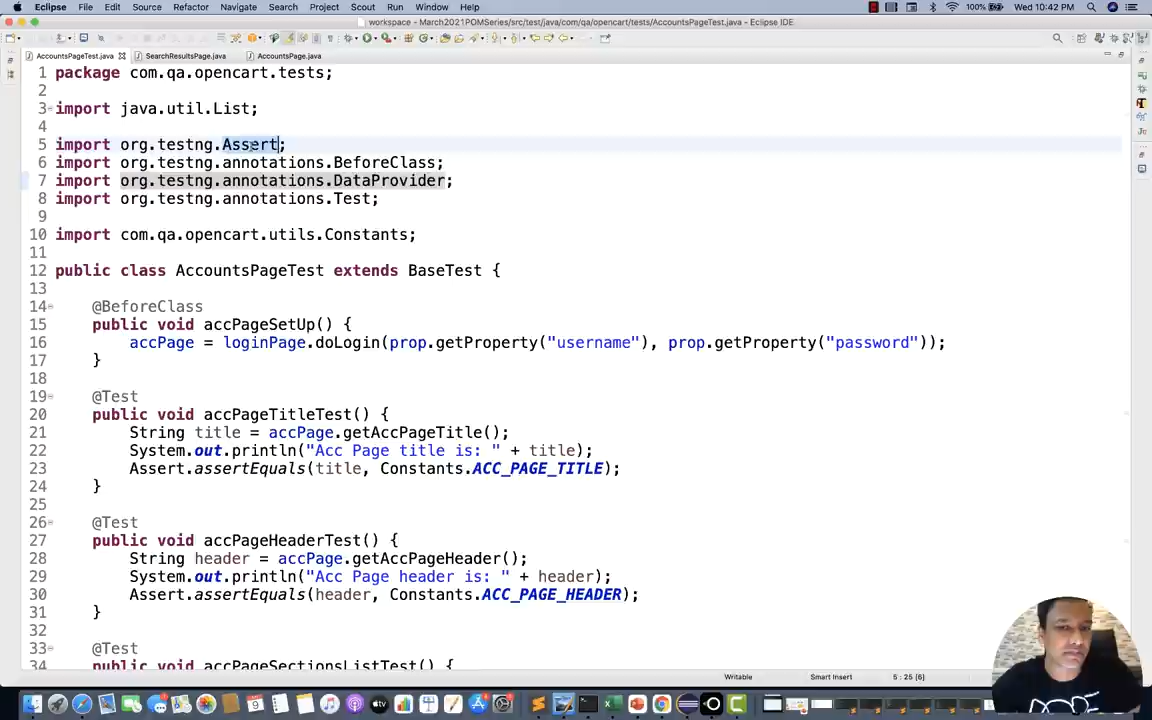 Eclipse File Edit Source Refactor Navigate Search Project Scout Run Window Help 100% Wed 10:42 PM
workspace - March2021POMSeries/src/test/java/com/qa/opencart/tests/AccountsPageTest.java - Eclipse IDE
AccountsPageTest.java SearchResultsPage.java AccountsPage.java
1 package com.qa.opencart.tests;
2
3 import java.util.List;
4
5 import org.testng.Assert;
6 import org.testng.annotations.BeforeClass;
7 import org.testng.annotations.DataProvider;
8 import org.testng.annotations.Test;
9
10 import com.qa.opencart.utils.Constants;
11
12 public class AccountsPageTest extends BaseTest {
13
14 @BeforeClass
15 public void accPageSetUp() {
16 accPage = loginPage.doLogin(prop.getProperty("username"), prop.getProperty("password"));
17 }
18
19 @Test
20 public void accPageTitleTest() {
21 String title = accPage.getAccPageTitle();
22 System.out.println("Acc Page title is: " + title);
23 Assert.assertEquals(title, Constants.ACC_PAGE_TITLE);
24 }
25
26 @Test
27 public void accPageHeaderTest() {
28 String header = accPage.getAccPageHeader();
29 System.out.println("Acc Page header is: " + header);
30 Assert.assertEquals(header, Constants.ACC_PAGE_HEADER);
31 }
32
33 @Test
34 public void accPageSectionsListTest() {
Writable Smart Insert 5 : 25 [6]